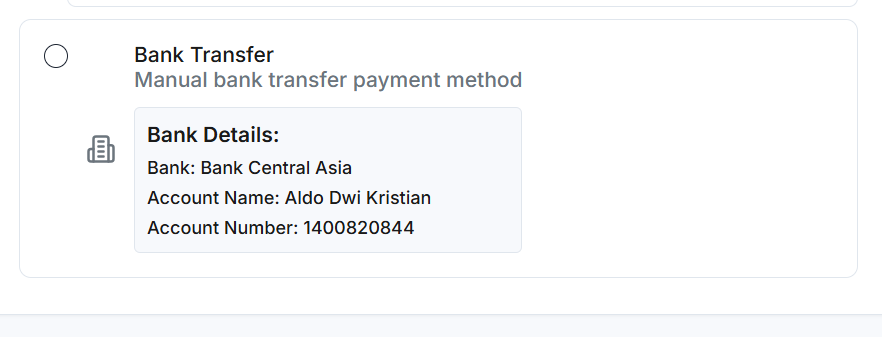 Bank Transfer
Manual bank transfer payment method
Bank Details:
Bank: Bank Central Asia
Account Name: Aldo Dwi Kristian
Account Number: 1400820844